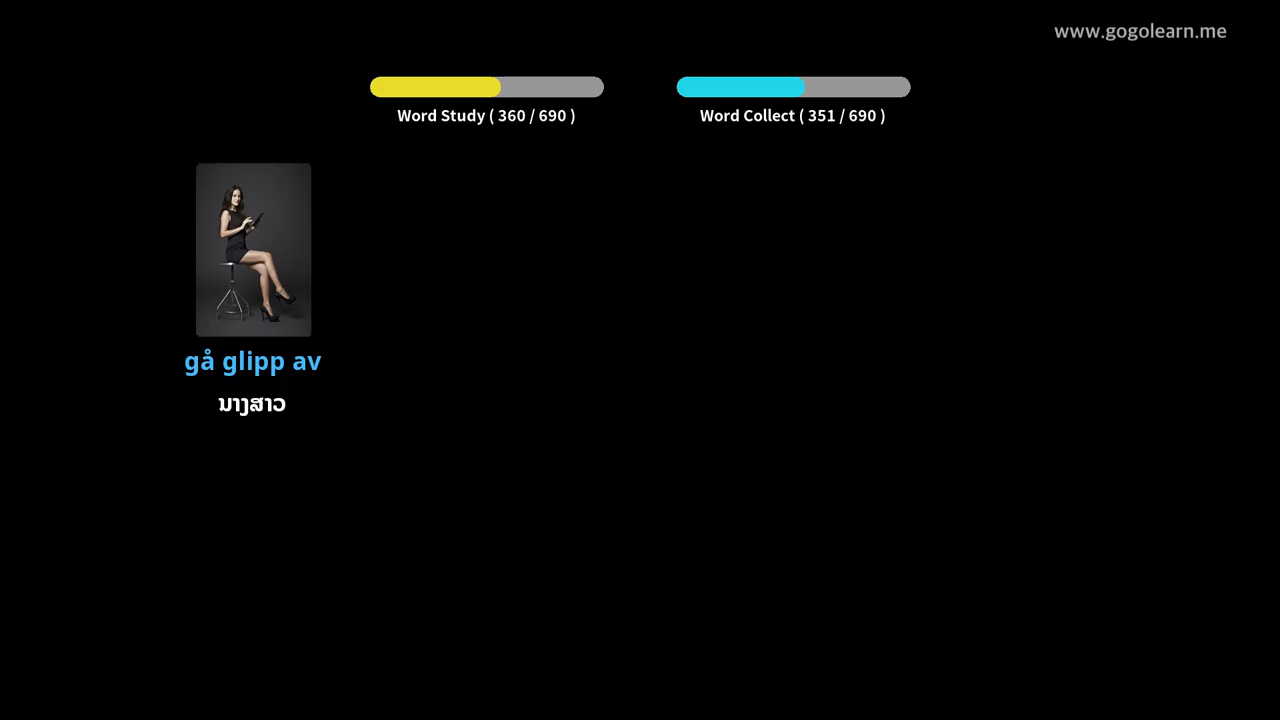 www.gogolearn.me
Word Study ( 360 / 690 )
Word Collect ( 351 / 690 )
gå glipp av
ນາງສາວ